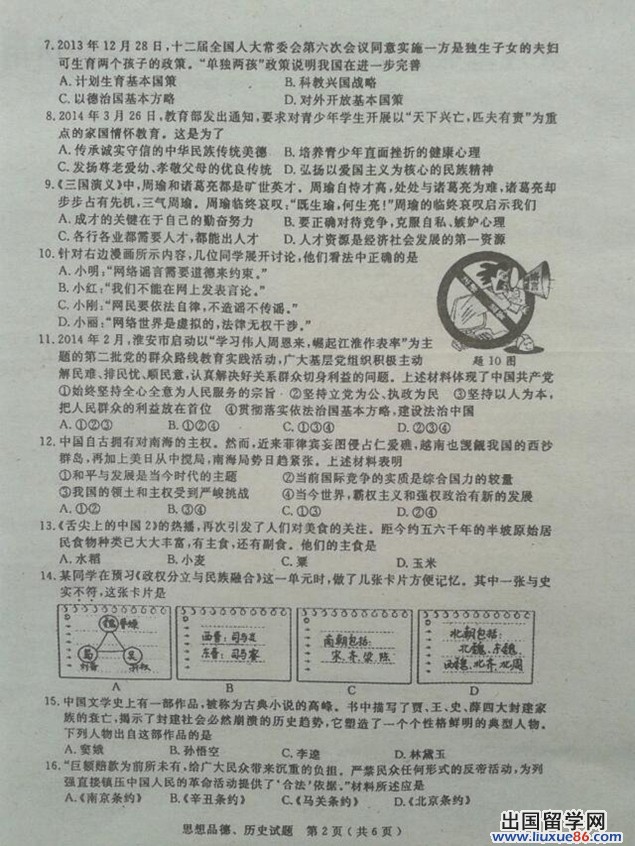 7. 2013年12月28日,十二届全国人大常委会第六次会议同意实施一方是独生子女的夫妇
可生育两个孩子的政策。“单独两孩”政策说明我国在进一步完善
A. 计划生育基本国策 B. 科教兴国战略
C. 以德治国基本方略 D. 对外开放基本国策
8. 2014年3月26日,教育部发出通知,要求对青少年学生开展以“天下兴亡,匹夫有责”为重
点的家国情怀教育。这是为了
A. 传承诚实守信的中华民族传统美德 B. 培养青少年直面挫折的健康心理
C. 发扬尊老爱幼、孝敬父母的优良传统 D. 弘扬以爱国主义为核心的民族精神
9.《三国演义》中,周瑜和诸葛亮都是旷世英才。周瑜自恃才高,处处与诸葛亮为难,诸葛亮却
步步占有先机,三气周瑜。周瑜临终哀叹:“既生瑜,何生亮!”周瑜的临终哀叹启示我们
A. 成才的关键在于自己的勤奋努力 B. 要正确对待竞争,克服自私、嫉妒心理
C. 各行各业都需要人才,都能出人才 D. 人才资源是经济社会发展的第一资源
10. 针对右边漫画所示内容,几位同学展开讨论,他们看法中正确的是
A. 小明:“网络谣言需要道德来约束。”
B. 小红:“我们不能在网上发表言论。”
C. 小刚:“网民要依法自律,不造谣不传谣。”
D. 小丽:“网络世界是虚拟的,法律无权干涉。”
题10图
11. 2014年2月,淮安市启动以“学习伟人周恩来,崛起江淮作表率”为主
题的第二批党的群众路线教育实践活动,广大基层党组织积极主动
解民难、排民忧、顺民意,认真解决好关系群众切身利益的问题。上述材料体现了中国共产党
①始终坚持全心全意为人民服务的宗旨 ②坚持立党为公、执政为民 ③坚持以人为本,
把人民群众的利益放在首位 ④贯彻落实依法治国基本方略,建设法治中国
A. ①②③ B. ①②④ C. ①③④ D. ②③④
12. 中国自古拥有对南海的主权。然而,近来菲律宾妄图侵占仁爱礁,越南也觊觎我国的西沙
群岛,再加上美日从中搅局,南海局势日趋紧张。上述材料表明
①和平与发展是当今时代的主题 ②当前国际竞争的实质是综合国力的较量
③我国的领土和主权受到严峻挑战 ④当今世界,霸权主义和强权政治有新的发展
A. ①② B. ③④ C. ①③ D. ②④
13.《舌尖上的中国2》的热播,再次引发了人们对美食的关注。距今约五六千年的半坡原始居
民食物种类已大大丰富,有主食,还有副食。他们的主食是
A. 水稻 B. 小麦 C. 粟 D. 玉米
14. 某同学在预习《政权分立与民族融合》这一单元时,做了几张卡片方便记忆。其中一张与史
实不符,这张卡片是
魏 曹操
蜀 吴
刘备 孙权
西晋:司马炎
东晋:司马睿
南朝包括:
宋、齐、梁、陈
北朝包括:
北魏、东魏、
西魏、北齐、北周
A B C D
15. 中国文学史上有一部作品,被称为古典小说的高峰。书中描写了贾、王、史、薛四大封建家
族的衰亡,揭示了封建社会必然崩溃的历史趋势,它塑造了一个个性格鲜明的典型人物。
下列人物出自这部作品的是
A. 窦娥 B. 孙悟空 C. 李逵 D. 林黛玉
16. “巨额赔款为前所未有,给广大民众带来沉重的负担。严禁民众任何形式的反帝活动,为列
强直接镇压中国人民的革命活动提供了‘合法’依据。”材料所述应是
A.《南京条约》 B.《辛丑条约》 C.《马关条约》 D.《北京条约》
思想品德、历史试题 第2页(共6页)
出国留学网
www.liuxue86.com